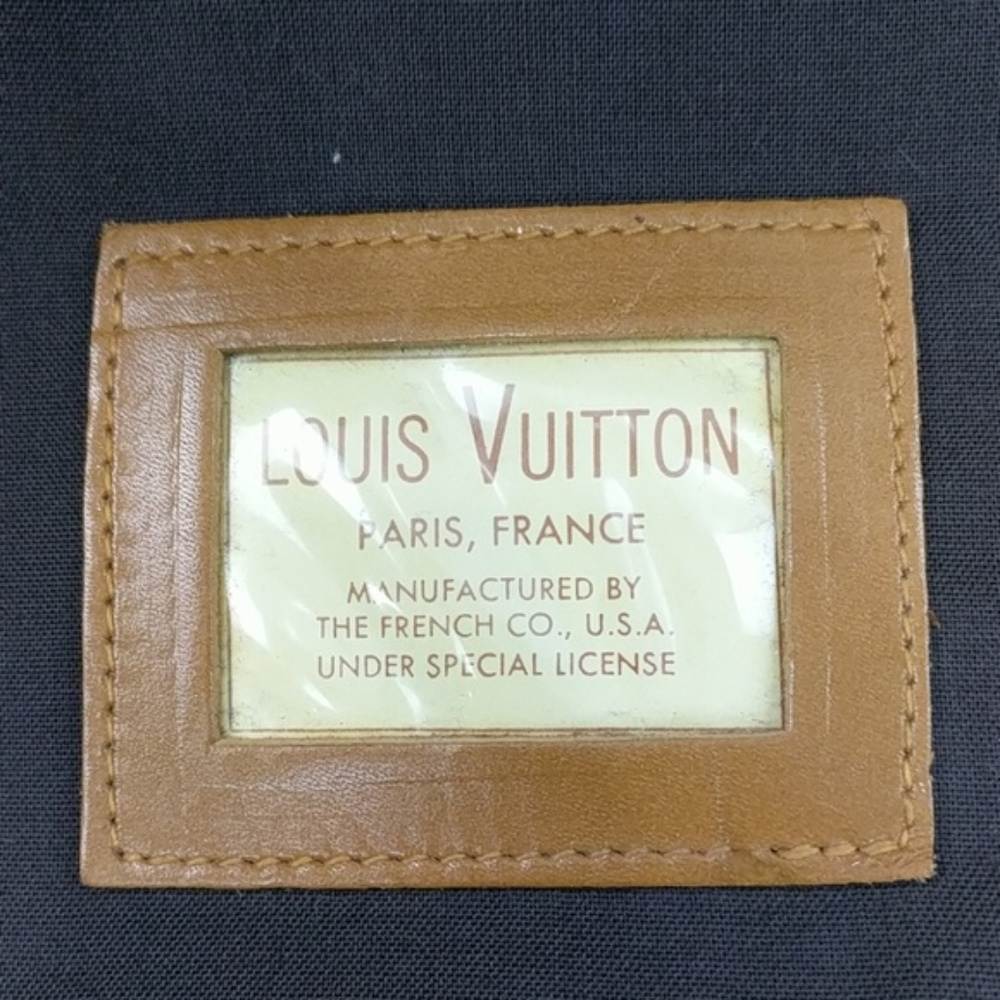 LOUIS VUITTON
PARIS, FRANCE
MANUFACTURED BY
THE FRENCH CO., U.S.A.
UNDER SPECIAL LICENSE